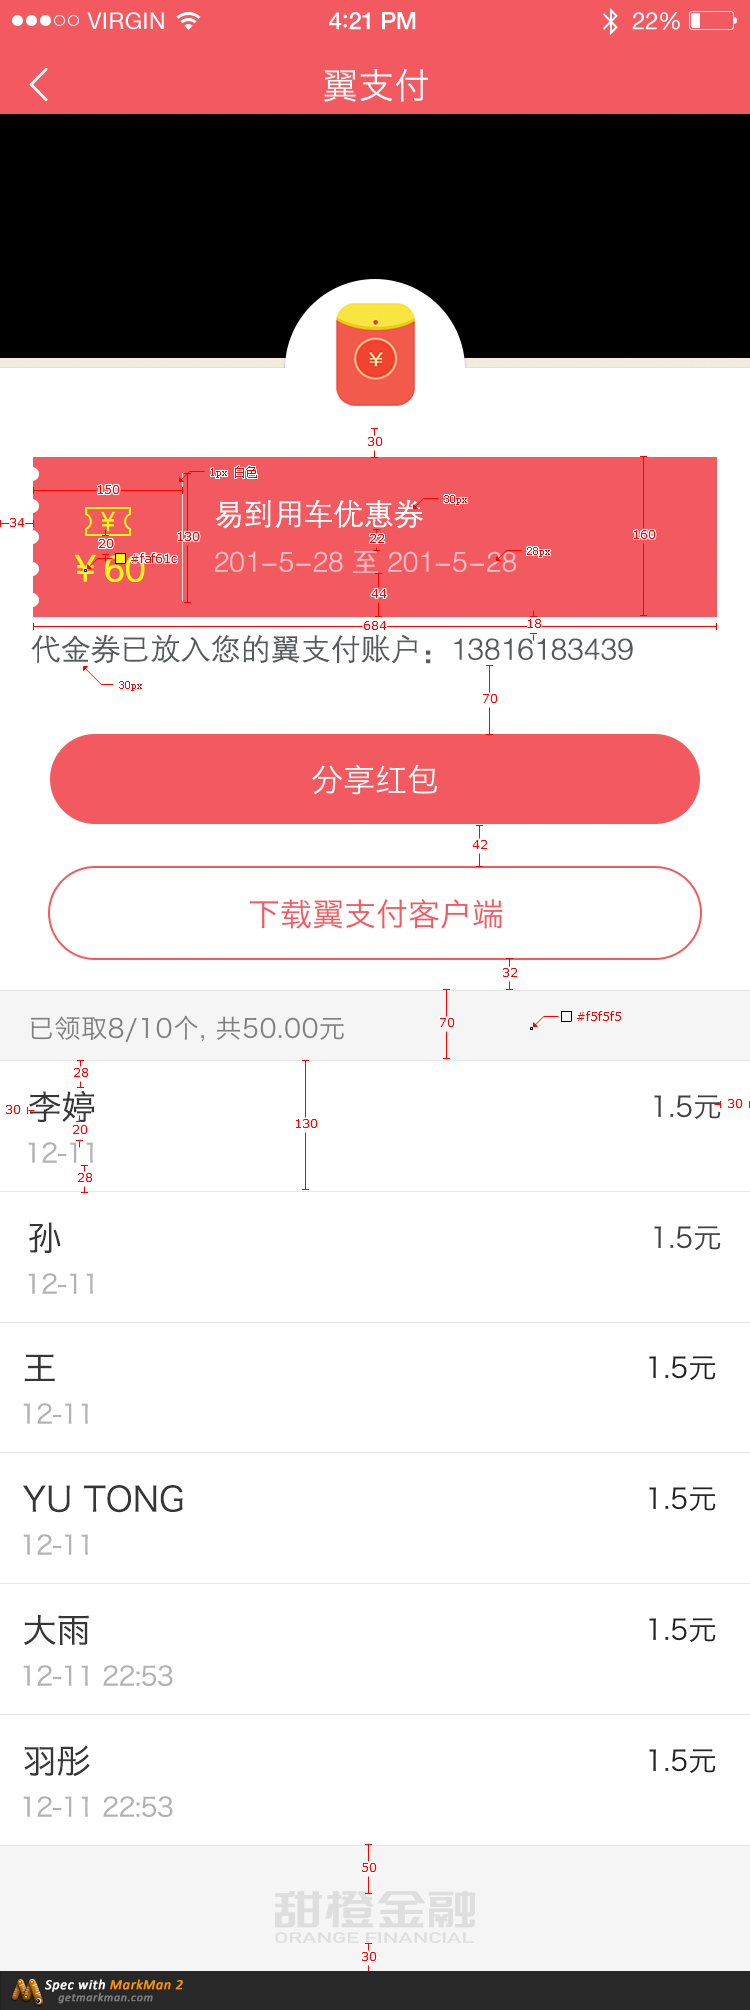 VIRGIN 4:21 PM 22%
翼支付
¥
30
1px 白色
150
易到用车优惠券 30px
34
¥
130
22
160
20
#faf61c
201-5-28 至 201-5-28 28px
¥60
44
684
18
代金券已放入您的翼支付账户：13816183439
30px
70
分享红包
42
下载翼支付客户端
32
已领取8/10个, 共50.00元
70
#f5f5f5
28
30 李婷 1.5元 30
130
20
12-11
28
孙 1.5元
12-11
王 1.5元
12-11
YU TONG 1.5元
12-11
大雨 1.5元
12-11 22:53
羽彤 1.5元
12-11 22:53
50
甜橙金融
ORANGE FINANCIAL
30
Spec with MarkMan 2
getmarkman.com